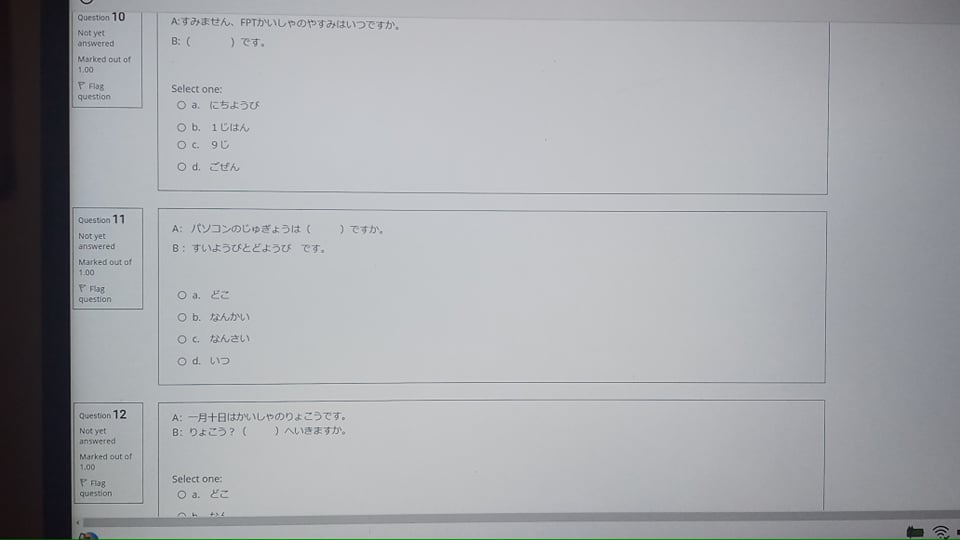 Question 10
Not yet
answered
Marked out of
1.00
Flag
question
A:すみません、FPTかいしゃのやすみはいつですか。
B: (　　　) です。
Select one:
a. にちようび
b. １じはん
c. ９じ
d. ごぜん
Question 11
Not yet
answered
Marked out of
1.00
Flag
question
A: パソコンのじゅぎょうは (　　　) ですか。
B： すいようびとどようび　です。
a. どこ
b. なんかい
c. なんさい
d. いつ
Question 12
Not yet
answered
Marked out of
1.00
Flag
question
A: 一月十日はかいしゃのりょこうです。
B: りょこう？ (　　　) へいきますか。
Select one:
a. どこ